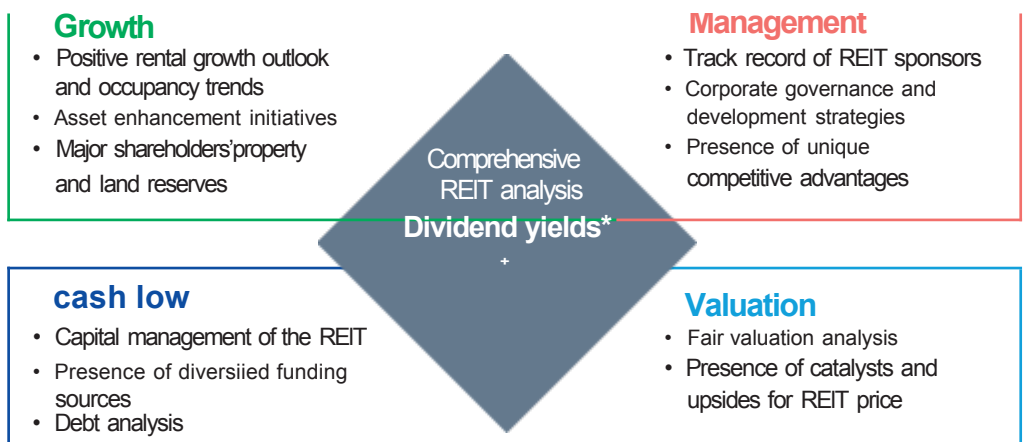 Growth
• Positive rental growth outlook
and occupancy trends
• Asset enhancement initiatives
• Major shareholders'property
and land reserves
Management
• Track record of REIT sponsors
• Corporate governance and
development strategies
• Presence of unique
competitive advantages
Comprehensive
REIT analysis
Dividend yields*
+
cash low
• Capital management of the REIT
• Presence of diversiied funding
sources
• Debt analysis
Valuation
• Fair valuation analysis
• Presence of catalysts and
upsides for REIT price